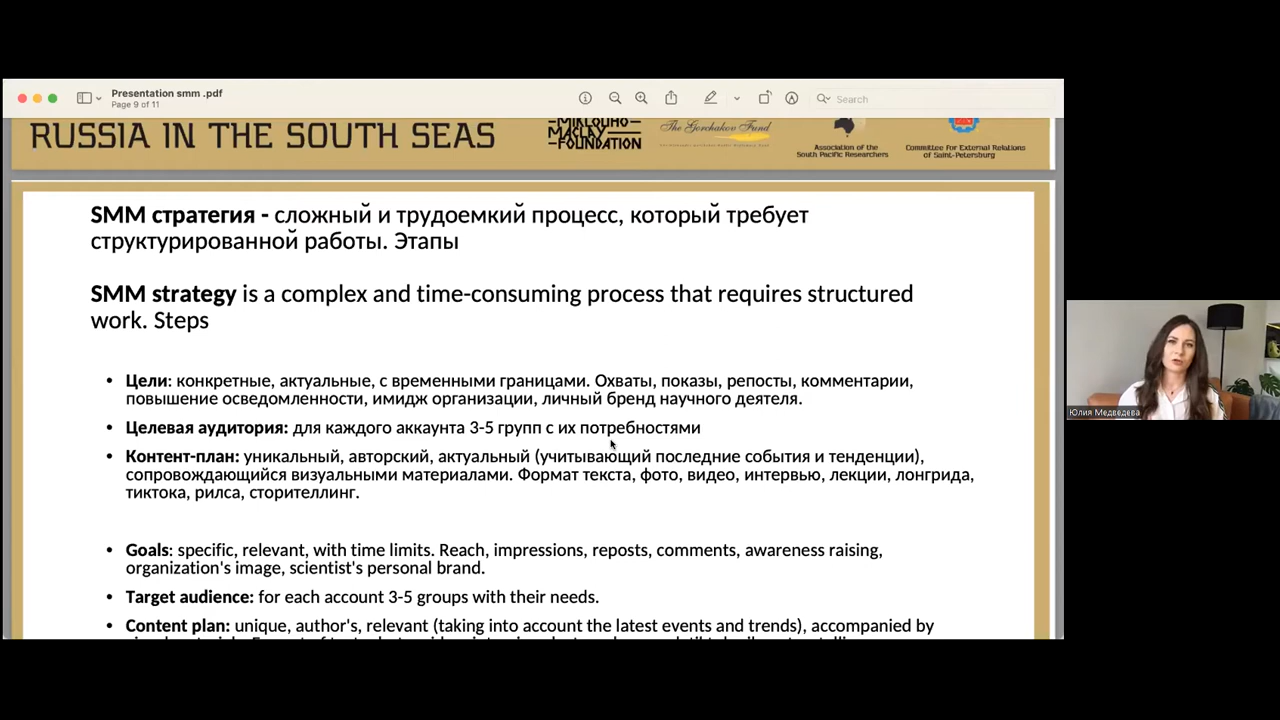 Presentation smm .pdf
Page 9 of 11
Search
RUSSIA IN THE SOUTH SEAS
MIKLOUHO
MACLAY
FOUNDATION
The Gorchakov Fund
Association of the
South Pacific Researchers
Committee for External Relations
of Saint-Petersburg
SMM стратегия - сложный и трудоемкий процесс, который требует
структурированной работы. Этапы
SMM strategy is a complex and time-consuming process that requires structured
work. Steps
• Цели: конкретные, актуальные, с временными границами. Охваты, показы, репосты, комментарии,
повышение осведомленности, имидж организации, личный бренд научного деятеля.
• Целевая аудитория: для каждого аккаунта 3-5 групп с их потребностями
• Контент-план: уникальный, авторский, актуальный (учитывающий последние события и тенденции),
сопровождающийся визуальными материалами. Формат текста, фото, видео, интервью, лекции, лонгрида,
тиктока, рилса, сторителлинг.
• Goals: specific, relevant, with time limits. Reach, impressions, reposts, comments, awareness raising,
organization's image, scientist's personal brand.
• Target audience: for each account 3-5 groups with their needs.
• Content plan: unique, author's, relevant (taking into account the latest events and trends), accompanied by
Юлия Медведева